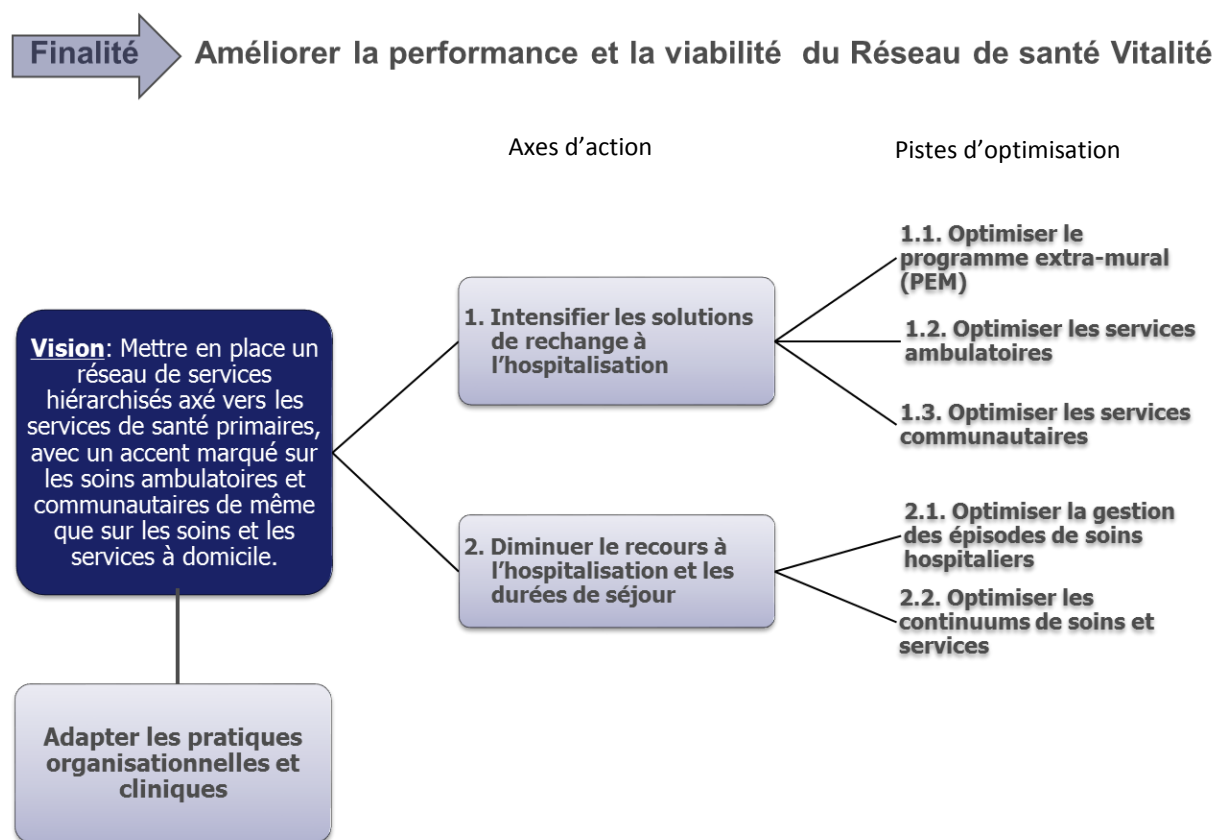 Finalité
Améliorer la performance et la viabilité du Réseau de santé Vitalité
Axes d’action
Pistes d’optimisation
Vision: Mettre en place un
réseau de services
hiérarchisés axé vers les
services de santé primaires,
avec un accent marqué sur
les soins ambulatoires et
communautaires de même
que sur les soins et les
services à domicile.
Adapter les pratiques
organisationnelles et
cliniques
1. Intensifier les solutions
de rechange à
l’hospitalisation
1.1. Optimiser le
programme extra-mural
(PEM)
1.2. Optimiser les services
ambulatoires
1.3. Optimiser les services
communautaires
2. Diminuer le recours à
l’hospitalisation et les
durées de séjour
2.1. Optimiser la gestion
des épisodes de soins
hospitaliers
2.2. Optimiser les
continuums de soins et
services